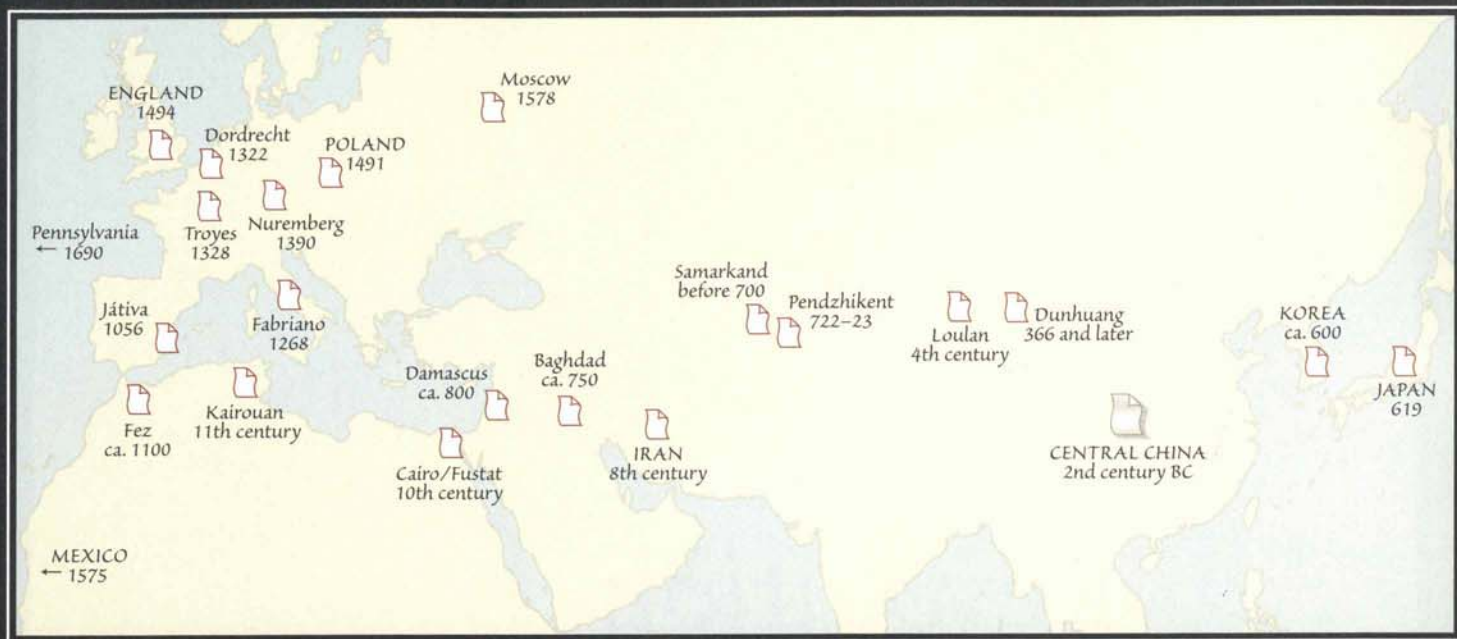 Moscow
1578
ENGLAND
1494
Dordrecht
1322
POLAND
1491
Pennsylvania
← 1690
Troyes
1328
Nuremberg
1390
Játiva
1056
Fabriano
1268
Samarkand
before 700
Pendzhikent
722–23
Loulan
4th century
Dunhuang
366 and later
KOREA
ca. 600
JAPAN
619
Fez
ca. 1100
Kairouan
11th century
Damascus
ca. 800
Baghdad
ca. 750
Cairo/Fustat
10th century
IRAN
8th century
CENTRAL CHINA
2nd century BC
MEXICO
← 1575